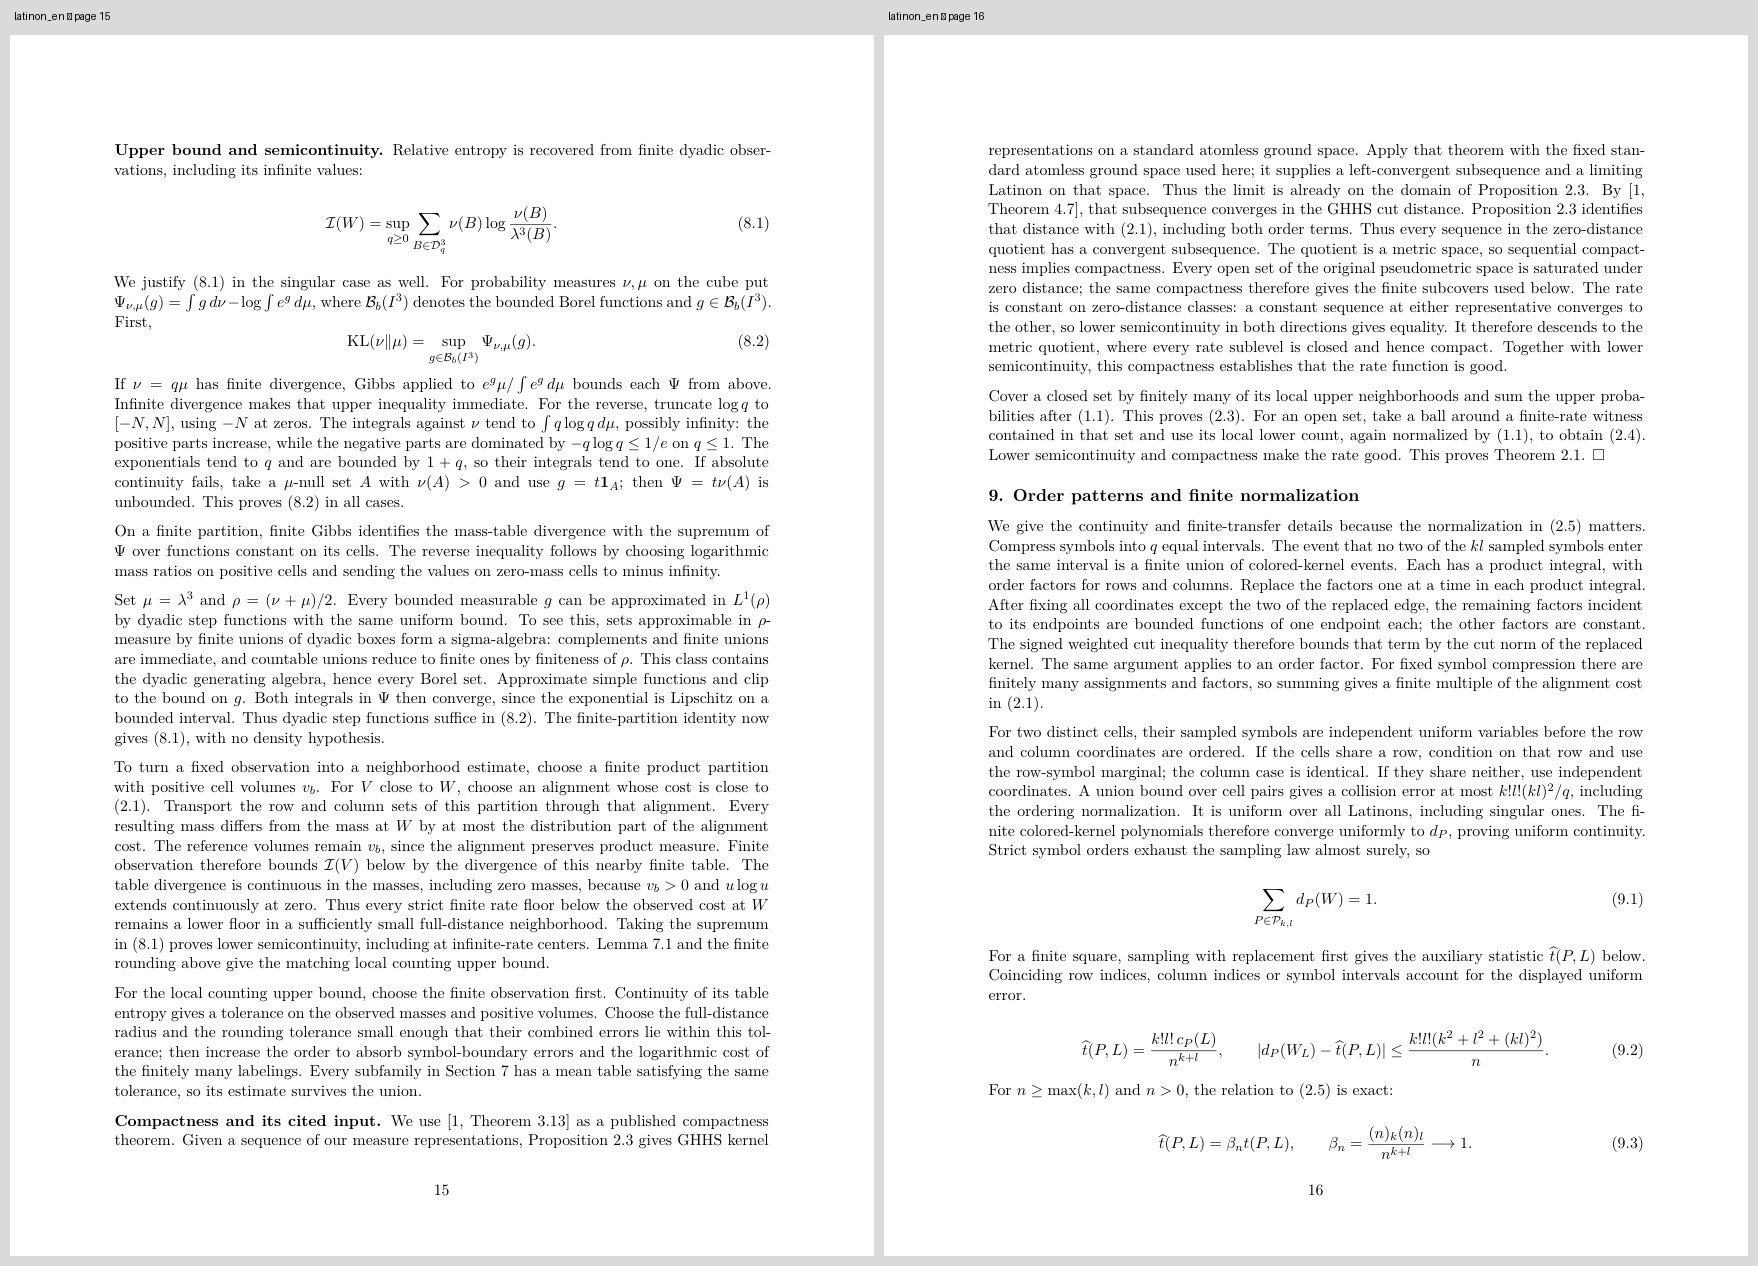 latinon_en page 15
Upper bound and semicontinuity. Relative entropy is recovered from finite dyadic obser-
vations, including its infinite values:
I(W) = sup_{q≥0} ∑_{B∈D_q^3} ν(B) log ν(B)/λ^3(B). (8.1)
We justify (8.1) in the singular case as well. For probability measures ν, μ on the cube put
Ψ_{ν,μ}(g) = ∫ g dν − log ∫ e^g dμ, where B_b(I^3) denotes the bounded Borel functions and g ∈ B_b(I^3).
First,
KL(ν∥μ) = sup_{g∈B_b(I^3)} Ψ_{ν,μ}(g). (8.2)
If ν = qμ has finite divergence, Gibbs applied to e^g μ/ ∫ e^g dμ bounds each Ψ from above.
Infinite divergence makes that upper inequality immediate. For the reverse, truncate log q to
[−N, N], using −N at zeros. The integrals against ν tend to ∫ q log q dμ, possibly infinity: the
positive parts increase, while the negative parts are dominated by −q log q ≤ 1/e on q ≤ 1. The
exponentials tend to q and are bounded by 1 + q, so their integrals tend to one. If absolute
continuity fails, take a μ-null set A with ν(A) > 0 and use g = t1_A; then Ψ = tν(A) is
unbounded. This proves (8.2) in all cases.
On a finite partition, finite Gibbs identifies the mass-table divergence with the supremum of
Ψ over functions constant on its cells. The reverse inequality follows by choosing logarithmic
mass ratios on positive cells and sending the values on zero-mass cells to minus infinity.
Set μ = λ^3 and ρ = (ν + μ)/2. Every bounded measurable g can be approximated in L^1(ρ)
by dyadic step functions with the same uniform bound. To see this, sets approximable in ρ-
measure by finite unions of dyadic boxes form a sigma-algebra: complements and finite unions
are immediate, and countable unions reduce to finite ones by finiteness of ρ. This class contains
the dyadic generating algebra, hence every Borel set. Approximate simple functions and clip
to the bound on g. Both integrals in Ψ then converge, since the exponential is Lipschitz on a
bounded interval. Thus dyadic step functions suffice in (8.2). The finite-partition identity now
gives (8.1), with no density hypothesis.
To turn a fixed observation into a neighborhood estimate, choose a finite product partition
with positive cell volumes v_b. For V close to W, choose an alignment whose cost is close to
(2.1). Transport the row and column sets of this partition through that alignment. Every
resulting mass differs from the mass at W by at most the distribution part of the alignment
cost. The reference volumes remain v_b, since the alignment preserves product measure. Finite
observation therefore bounds I(V) below by the divergence of this nearby finite table. The
table divergence is continuous in the masses, including zero masses, because v_b > 0 and u log u
extends continuously at zero. Thus every strict finite rate floor below the observed cost at W
remains a lower floor in a sufficiently small full-distance neighborhood. Taking the supremum
in (8.1) proves lower semicontinuity, including at infinite-rate centers. Lemma 7.1 and the finite
rounding above give the matching local counting upper bound.
For the local counting upper bound, choose the finite observation first. Continuity of its table
entropy gives a tolerance on the observed masses and positive volumes. Choose the full-distance
radius and the rounding tolerance small enough that their combined errors lie within this tol-
erance; then increase the order to absorb symbol-boundary errors and the logarithmic cost of
the finitely many labelings. Every subfamily in Section 7 has a mean table satisfying the same
tolerance, so its estimate survives the union.
Compactness and its cited input. We use [1, Theorem 3.13] as a published compactness
theorem. Given a sequence of our measure representations, Proposition 2.3 gives GHHS kernel
15
latinon_en page 16
representations on a standard atomless ground space. Apply that theorem with the fixed stan-
dard atomless ground space used here; it supplies a left-convergent subsequence and a limiting
Latinon on that space. Thus the limit is already on the domain of Proposition 2.3. By [1,
Theorem 4.7], that subsequence converges in the GHHS cut distance. Proposition 2.3 identifies
that distance with (2.1), including both order terms. Thus every sequence in the zero-distance
quotient has a convergent subsequence. The quotient is a metric space, so sequential compact-
ness implies compactness. Every open set of the original pseudometric space is saturated under
zero distance; the same compactness therefore gives the finite subcovers used below. The rate
is constant on zero-distance classes: a constant sequence at either representative converges to
the other, so lower semicontinuity in both directions gives equality. It therefore descends to the
metric quotient, where every rate sublevel is closed and hence compact. Together with lower
semicontinuity, this compactness establishes that the rate function is good.
Cover a closed set by finitely many of its local upper neighborhoods and sum the upper proba-
bilities after (1.1). This proves (2.3). For an open set, take a ball around a finite-rate witness
contained in that set and use its local lower count, again normalized by (1.1), to obtain (2.4).
Lower semicontinuity and compactness make the rate good. This proves Theorem 2.1. □
9. Order patterns and finite normalization
We give the continuity and finite-transfer details because the normalization in (2.5) matters.
Compress symbols into q equal intervals. The event that no two of the kl sampled symbols enter
the same interval is a finite union of colored-kernel events. Each has a product integral, with
order factors for rows and columns. Replace the factors one at a time in each product integral.
After fixing all coordinates except the two of the replaced edge, the remaining factors incident
to its endpoints are bounded functions of one endpoint each; the other factors are constant.
The signed weighted cut inequality therefore bounds that term by the cut norm of the replaced
kernel. The same argument applies to an order factor. For fixed symbol compression there are
finitely many assignments and factors, so summing gives a finite multiple of the alignment cost
in (2.1).
For two distinct cells, their sampled symbols are independent uniform variables before the row
and column coordinates are ordered. If the cells share a row, condition on that row and use
the row-symbol marginal; the column case is identical. If they share neither, use independent
coordinates. A union bound over cell pairs gives a collision error at most k!l!(kl)^2/q, including
the ordering normalization. It is uniform over all Latinons, including singular ones. The fi-
nite colored-kernel polynomials therefore converge uniformly to d_P, proving uniform continuity.
Strict symbol orders exhaust the sampling law almost surely, so
∑_{P∈P_{k,l}} d_P(W) = 1. (9.1)
For a finite square, sampling with replacement first gives the auxiliary statistic t̂(P, L) below.
Coinciding row indices, column indices or symbol intervals account for the displayed uniform
error.
t̂(P, L) = k!l! c_P(L)/n^{k+l}, |d_P(W_L) − t̂(P, L)| ≤ k!l!(k^2 + l^2 + (kl)^2)/n. (9.2)
For n ≥ max(k, l) and n > 0, the relation to (2.5) is exact:
t̂(P, L) = β_n t(P, L), β_n = (n)_k(n)_l/n^{k+l} ⟶ 1. (9.3)
16